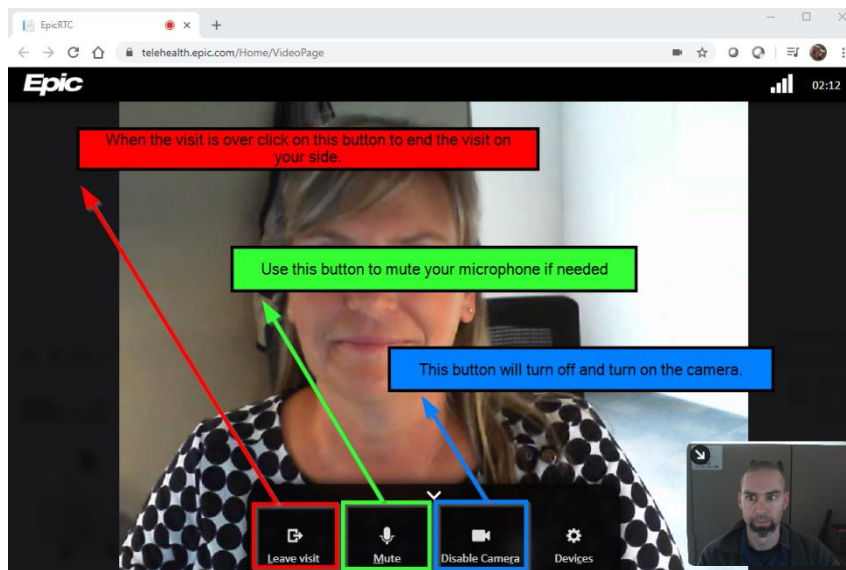 EpicRTC
telehealth.epic.com/Home/VideoPage
Epic
02:12
When the visit is over click on this button to end the visit on
your side.
Use this button to mute your microphone if needed
This button will turn off and turn on the camera.
Leave visit
Mute
Disable Camera
Devices